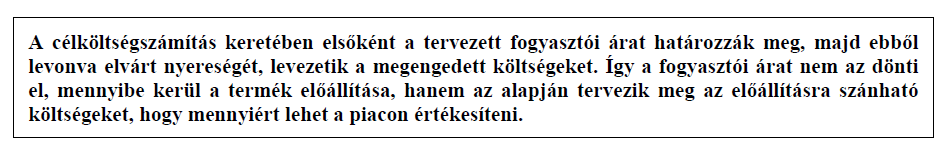 A célköltségszámítás keretében elsőként a tervezett fogyasztói árat határozzák meg, majd ebből
levonva elvárt nyereségét, levezetik a megengedett költségeket. Így a fogyasztói árat nem az dönti
el, mennyibe kerül a termék előállítása, hanem az alapján tervezik meg az előállításra szánható
költségeket, hogy mennyiért lehet a piacon értékesíteni.